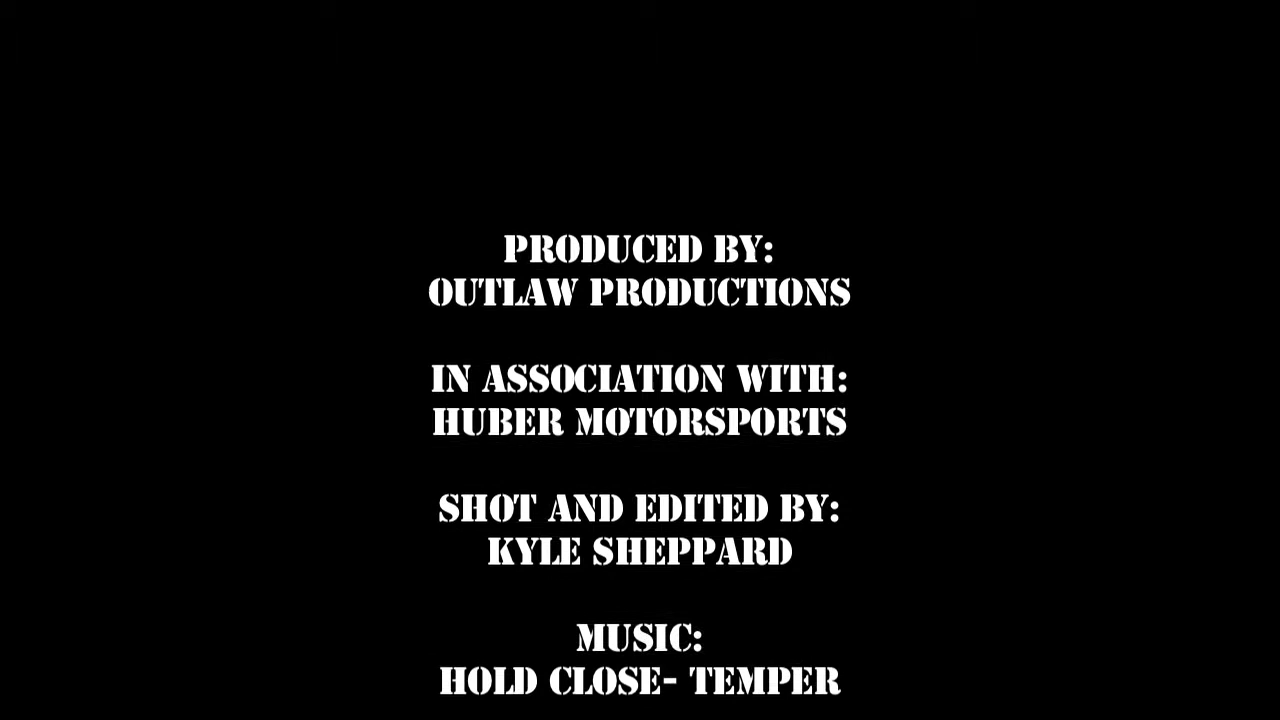 PRODUCED BY:
OUTLAW PRODUCTIONS
IN ASSOCIATION WITH:
HUBER MOTORSPORTS
SHOT AND EDITED BY:
KYLE SHEPPARD
MUSIC:
HOLD CLOSE- TEMPER